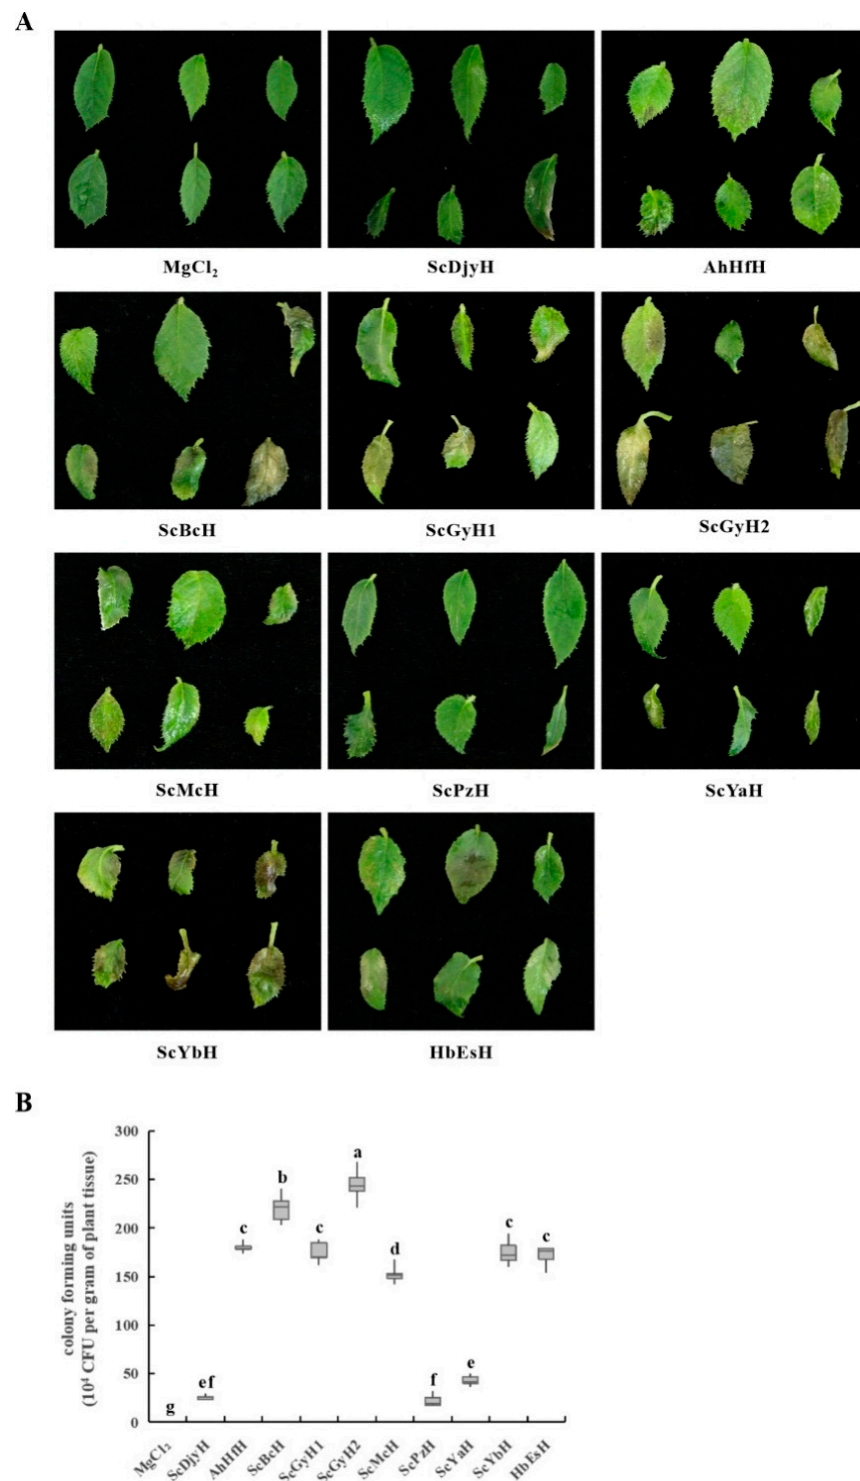 A
MgCl₂ ScDjyH AhHfH
ScBcH ScGyH1 ScGyH2
ScMcH ScPzH ScYaH
ScYbH HbEsH
B
colony forming units
(10⁴ CFU per gram of plant tissue)
300
250
200
150
100
50
0
g ef c b c a d f e c c
MgCl₂ ScDjyH AhHfH ScBcH ScGyH1 ScGyH2 ScMcH ScPzH ScYaH ScYbH HbEsH